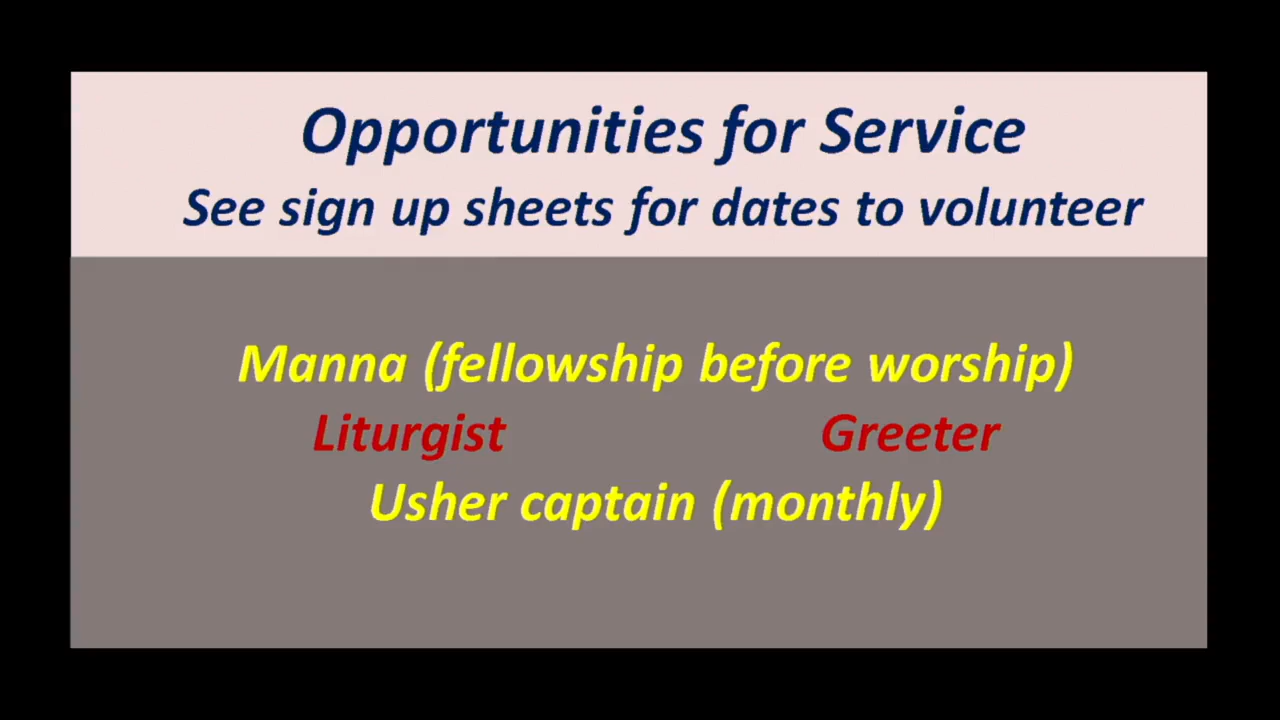 Opportunities for Service
See sign up sheets for dates to volunteer
Manna (fellowship before worship)
Liturgist Greeter
Usher captain (monthly)